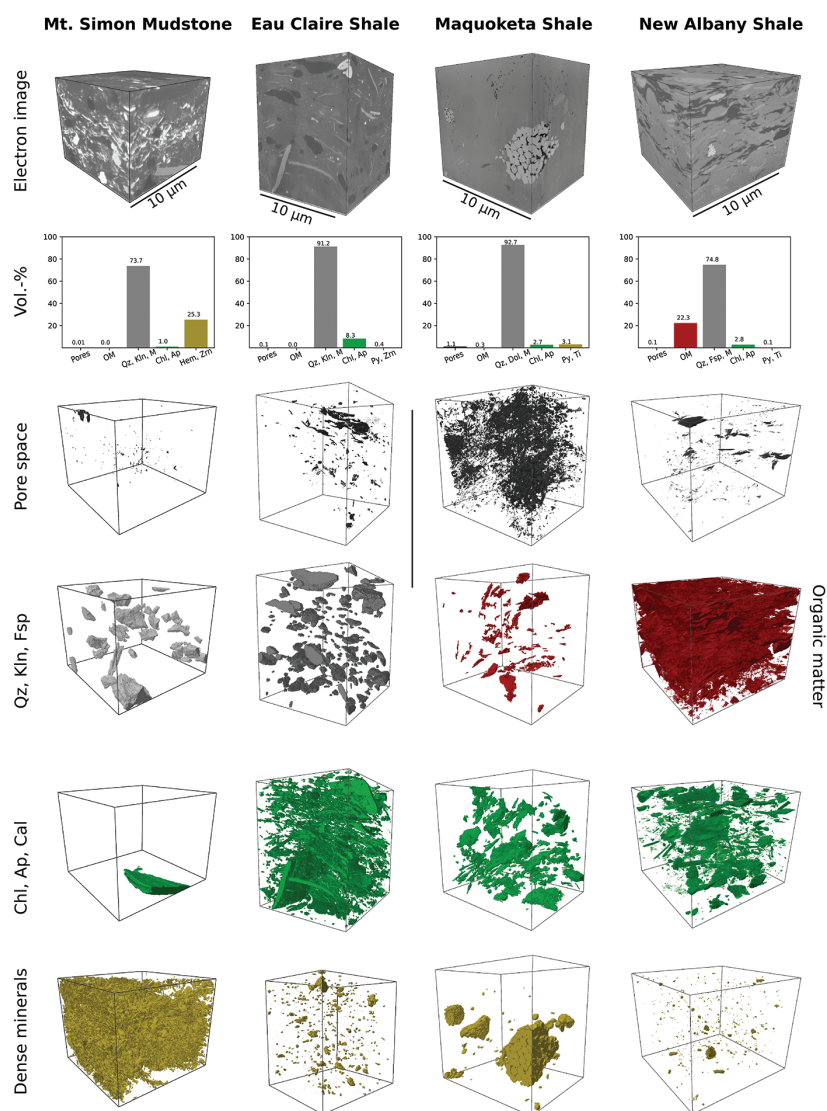 Mt. Simon Mudstone
Eau Claire Shale
Maquoketa Shale
New Albany Shale
Electron image
10 μm
10 μm
10 μm
10 μm
Vol.-%
100
80
60
40
20
0.01
0.0
73.7
1.0
25.3
Pores
OM
Qz, Kln, M
Chl, Ap
Hem, Zrn
100
80
60
40
20
0.1
0.0
91.2
8.3
0.4
Pores
OM
Qz, Kln, M
Chl, Ap
Py, Zrn
100
80
60
40
20
1.1
0.3
92.7
2.7
3.1
Pores
OM
Qz, Dol, M
Chl, Ap
Py, Ti
100
80
60
40
20
0.1
22.3
74.8
2.8
0.1
Pores
OM
Qz, Fsp, M
Chl, Ap
Py, Ti
Pore space
Qz, Kln, Fsp
Organic matter
Chl, Ap, Cal
Dense minerals